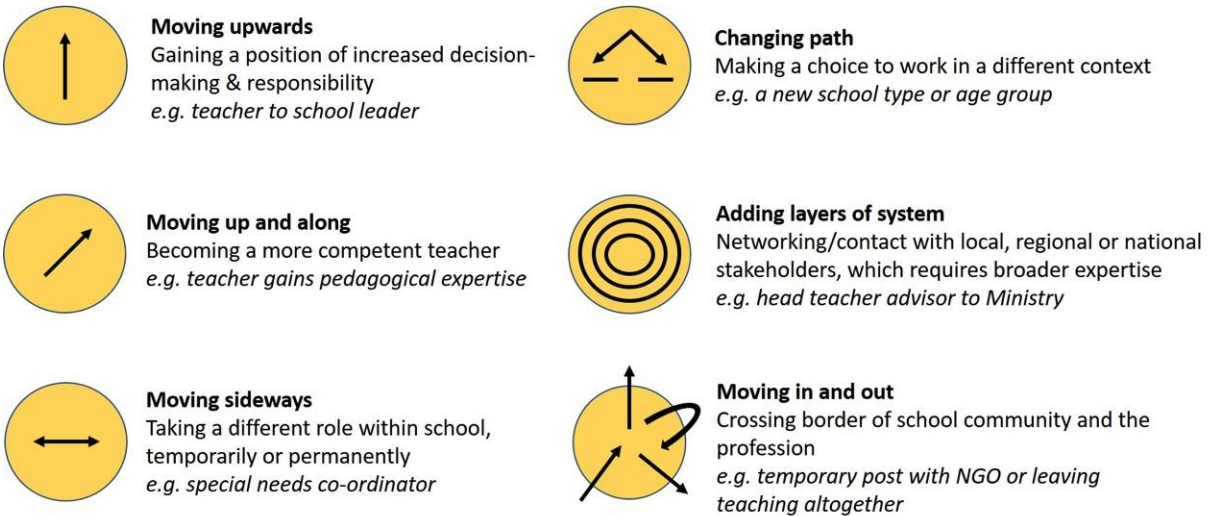 Moving upwards
Gaining a position of increased decision-
making & responsibility
e.g. teacher to school leader
Changing path
Making a choice to work in a different context
e.g. a new school type or age group
Moving up and along
Becoming a more competent teacher
e.g. teacher gains pedagogical expertise
Adding layers of system
Networking/contact with local, regional or national
stakeholders, which requires broader expertise
e.g. head teacher advisor to Ministry
Moving sideways
Taking a different role within school,
temporarily or permanently
e.g. special needs co-ordinator
Moving in and out
Crossing border of school community and the
profession
e.g. temporary post with NGO or leaving
teaching altogether